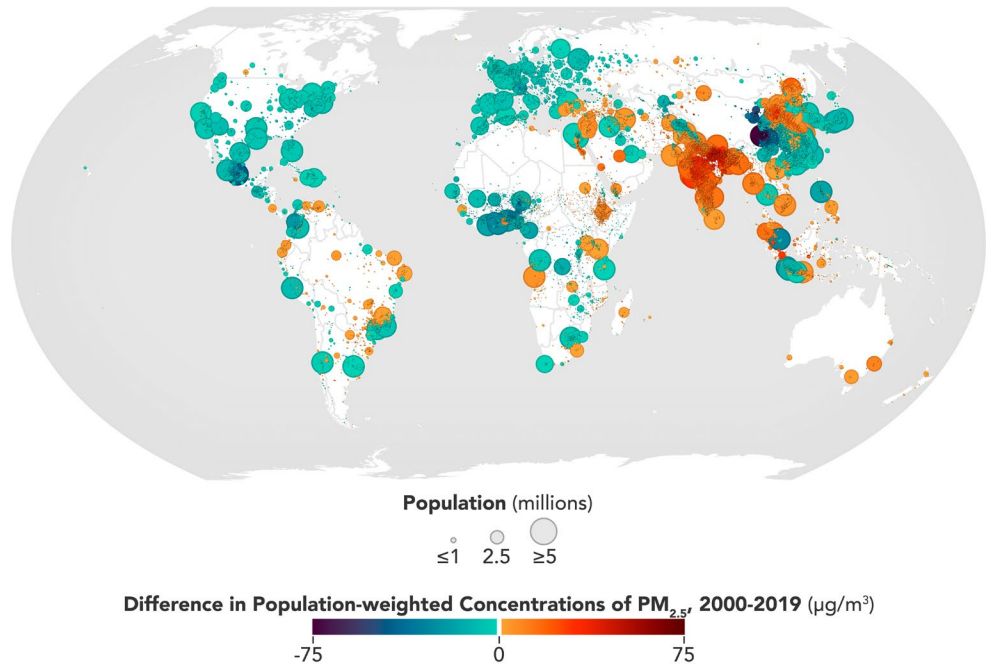 Population (millions)
≤1 2.5 ≥5
Difference in Population-weighted Concentrations of PM2.5, 2000-2019 (µg/m³)
-75 0 75